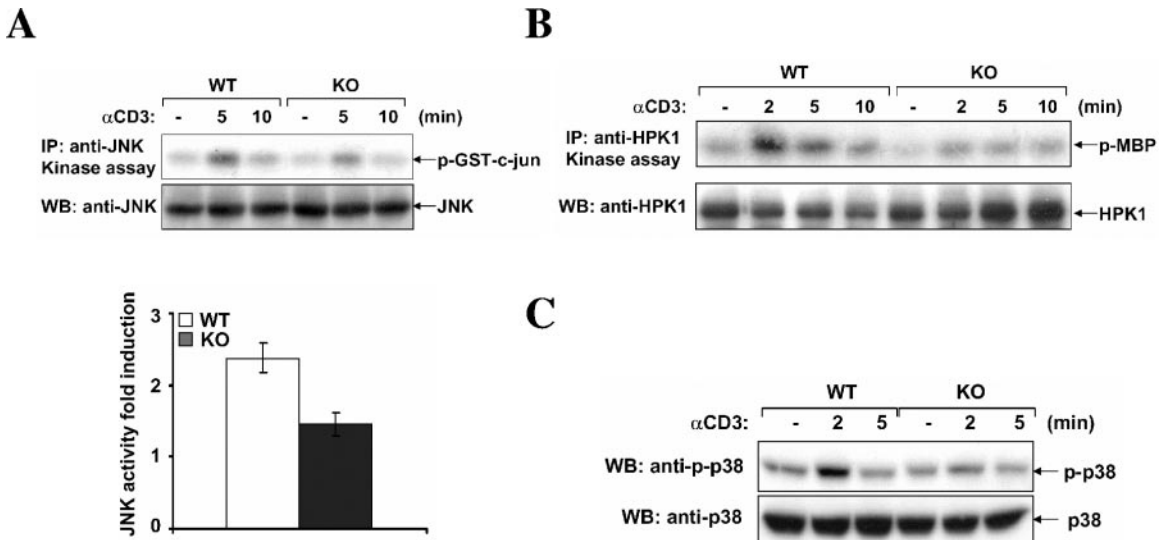 A
WT KO
αCD3: - 5 10 - 5 10 (min)
IP: anti-JNK
Kinase assay
p-GST-c-jun
WB: anti-JNK
JNK
JNK activity fold induction
3
2
1
0
WT
KO
B
WT KO
αCD3: - 2 5 10 - 2 5 10 (min)
IP: anti-HPK1
Kinase assay
p-MBP
WB: anti-HPK1
HPK1
C
WT KO
αCD3: - 2 5 - 2 5 (min)
WB: anti-p-p38
p-p38
WB: anti-p38
p38